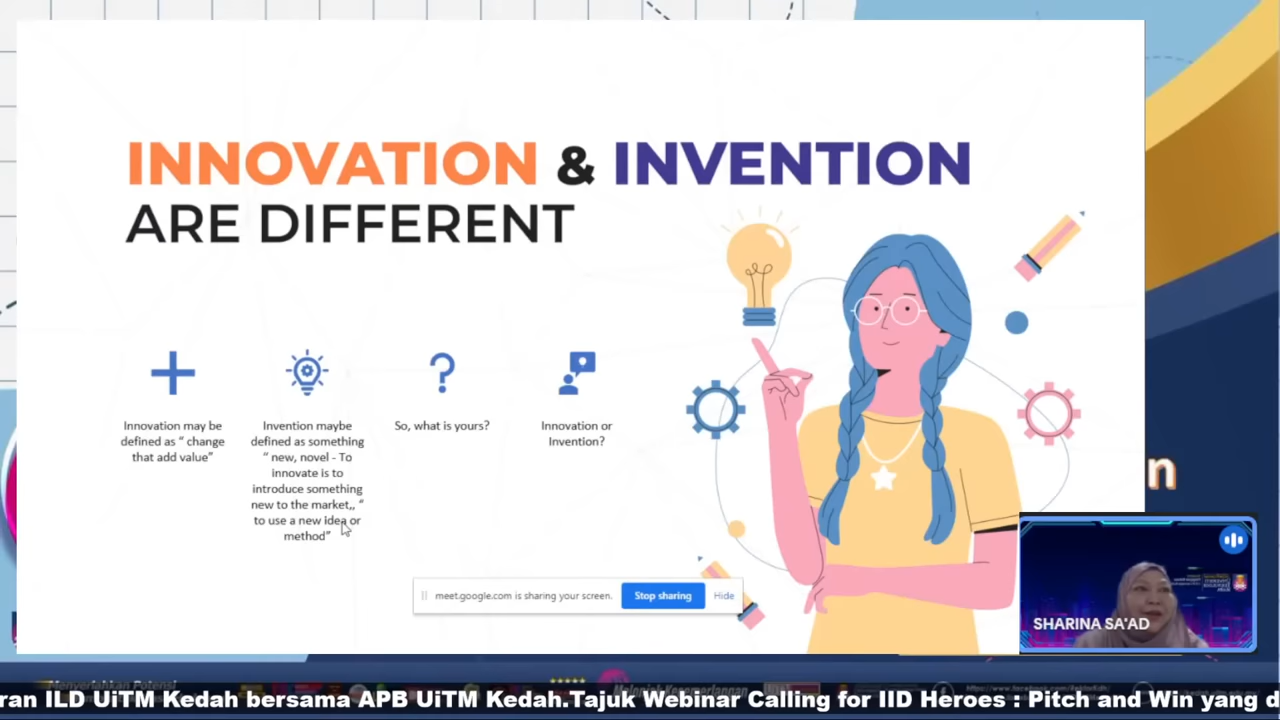 INNOVATION & INVENTION
ARE DIFFERENT
Innovation may be
defined as “ change
that add value”
Invention maybe
defined as something
“ new, novel - To
innovate is to
introduce something
new to the market,, “
to use a new idea or
method”
So, what is yours?
Innovation or
Invention?
meet.google.com is sharing your screen.
Stop sharing
Hide
n
SHARINA SA'AD
Menyerlahkan Potensi
ran ILD UiTM Kedah bersama APB UiTM Kedah.Tajuk Webinar Calling for IID Heroes : Pitch and Win yang d